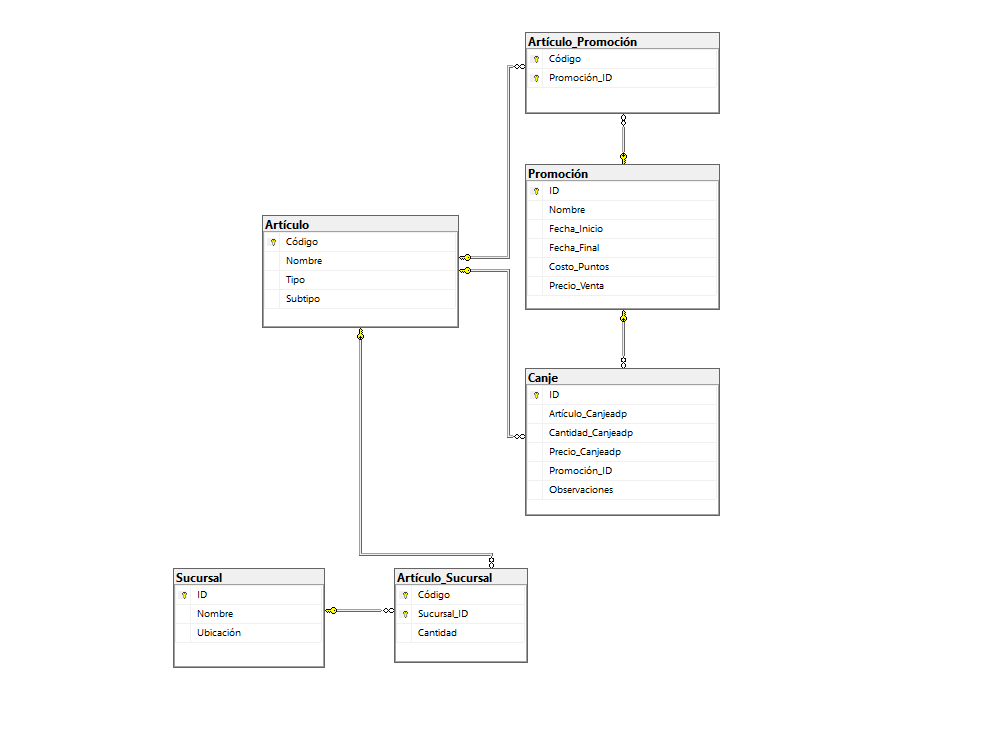 Artículo_Promoción
Código
Promoción_ID
Promoción
ID
Nombre
Fecha_Inicio
Fecha_Final
Costo_Puntos
Precio_Venta
Artículo
Código
Nombre
Tipo
Subtipo
Canje
ID
Artículo_Canjeadp
Cantidad_Canjeadp
Precio_Canjeadp
Promoción_ID
Observaciones
Sucursal
ID
Nombre
Ubicación
Artículo_Sucursal
Código
Sucursal_ID
Cantidad